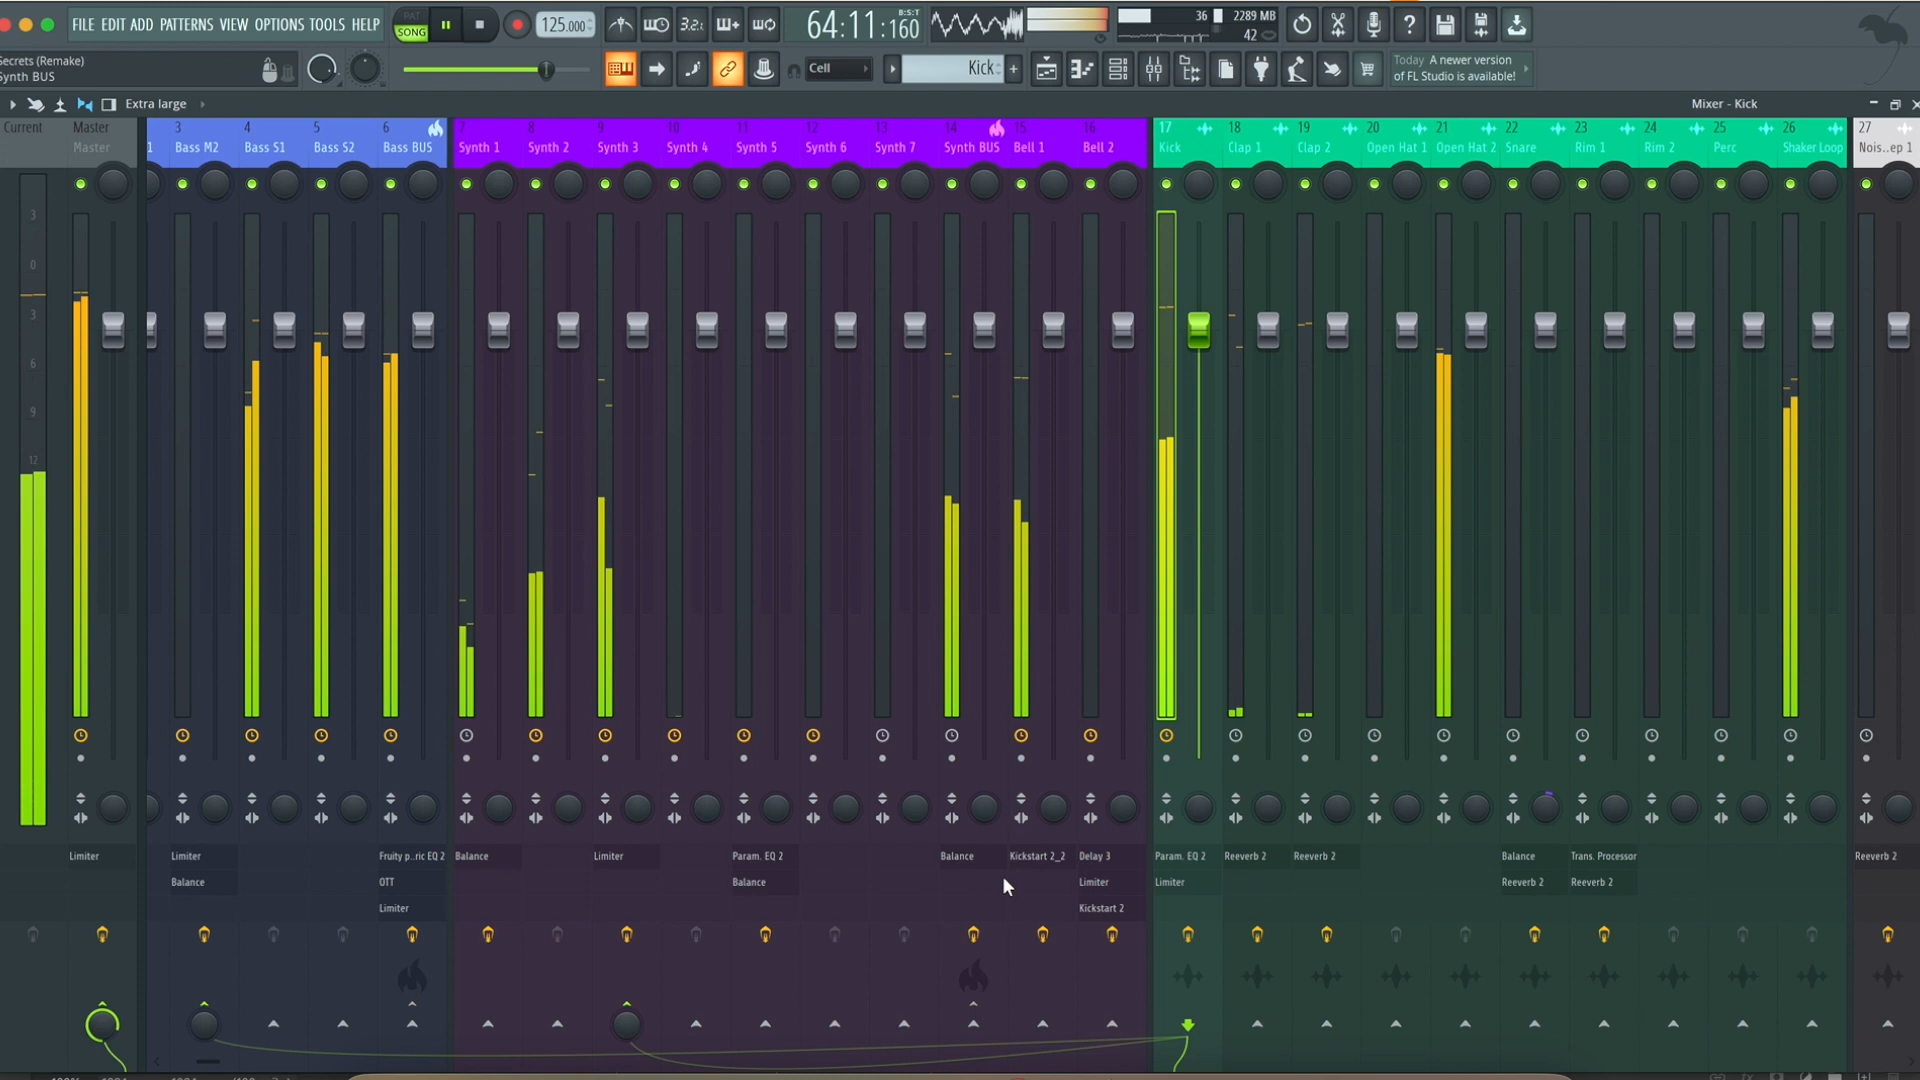 FILE EDIT ADD PATTERNS VIEW OPTIONS TOOLS HELP
PAT
SONG
125.000
3.2.
64:11:160
B:S:T
36
2289 MB
42
Secrets (Remake)
Synth BUS
Cell
Kick
Today A newer version
of FL Studio is available!
Extra large
Mixer - Kick
Current
Master
Master
1
3
Bass M2
4
Bass S1
5
Bass S2
6
Bass BUS
7
Synth 1
8
Synth 2
9
Synth 3
10
Synth 4
11
Synth 5
12
Synth 6
13
Synth 7
14
Synth BUS
15
Bell 1
16
Bell 2
17
Kick
18
Clap 1
19
Clap 2
20
Open Hat 1
21
Open Hat 2
22
Snare
23
Rim 1
24
Rim 2
25
Perc
26
Shaker Loop
27
Nois..ep 1
3
0
3
6
9
12
Limiter
Limiter
Fruity p..ric EQ 2
Balance
Limiter
Param. EQ 2
Balance
Kickstart 2_2
Delay 3
Param. EQ 2
Reeverb 2
Reeverb 2
Balance
Trans. Processor
Reeverb 2
Balance
OTT
Balance
Limiter
Limiter
Reeverb 2
Reeverb 2
Limiter
Kickstart 2